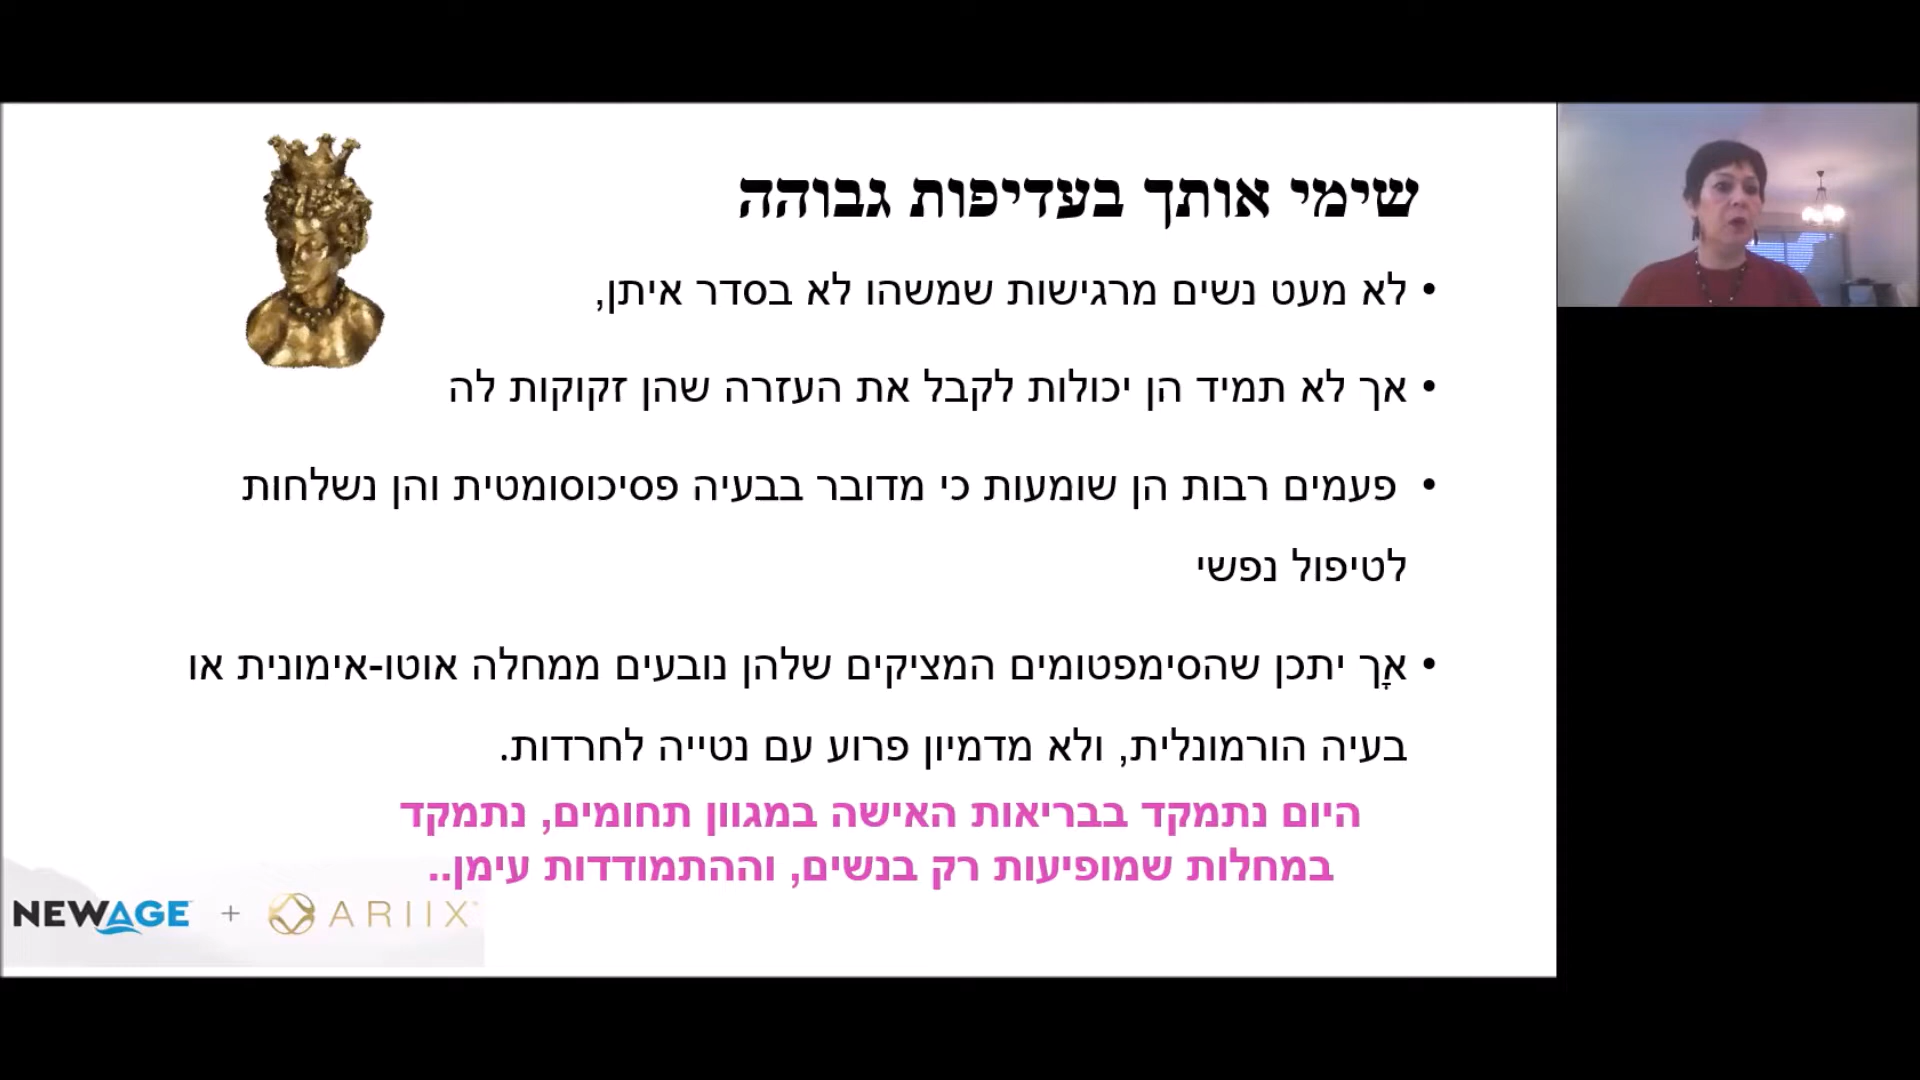 שימי אותך בעדיפות גבוהה
• לא מעט נשים מרגישות שמשהו לא בסדר איתן,
• אך לא תמיד הן יכולות לקבל את העזרה שהן זקוקות לה
• פעמים רבות הן שומעות כי מדובר בבעיה פסיכוסומטית והן נשלחות
לטיפול נפשי
• אָך יתכן שהסימפטומים המציקים שלהן נובעים ממחלה אוטו-אימונית או
בעיה הורמונלית, ולא מדמיון פרוע עם נטייה לחרדות.
היום נתמקד בבריאות האישה במגוון תחומים, נתמקד
במחלות שמופיעות רק בנשים, וההתמודדות עימן..
NEWAGE + ARIIX